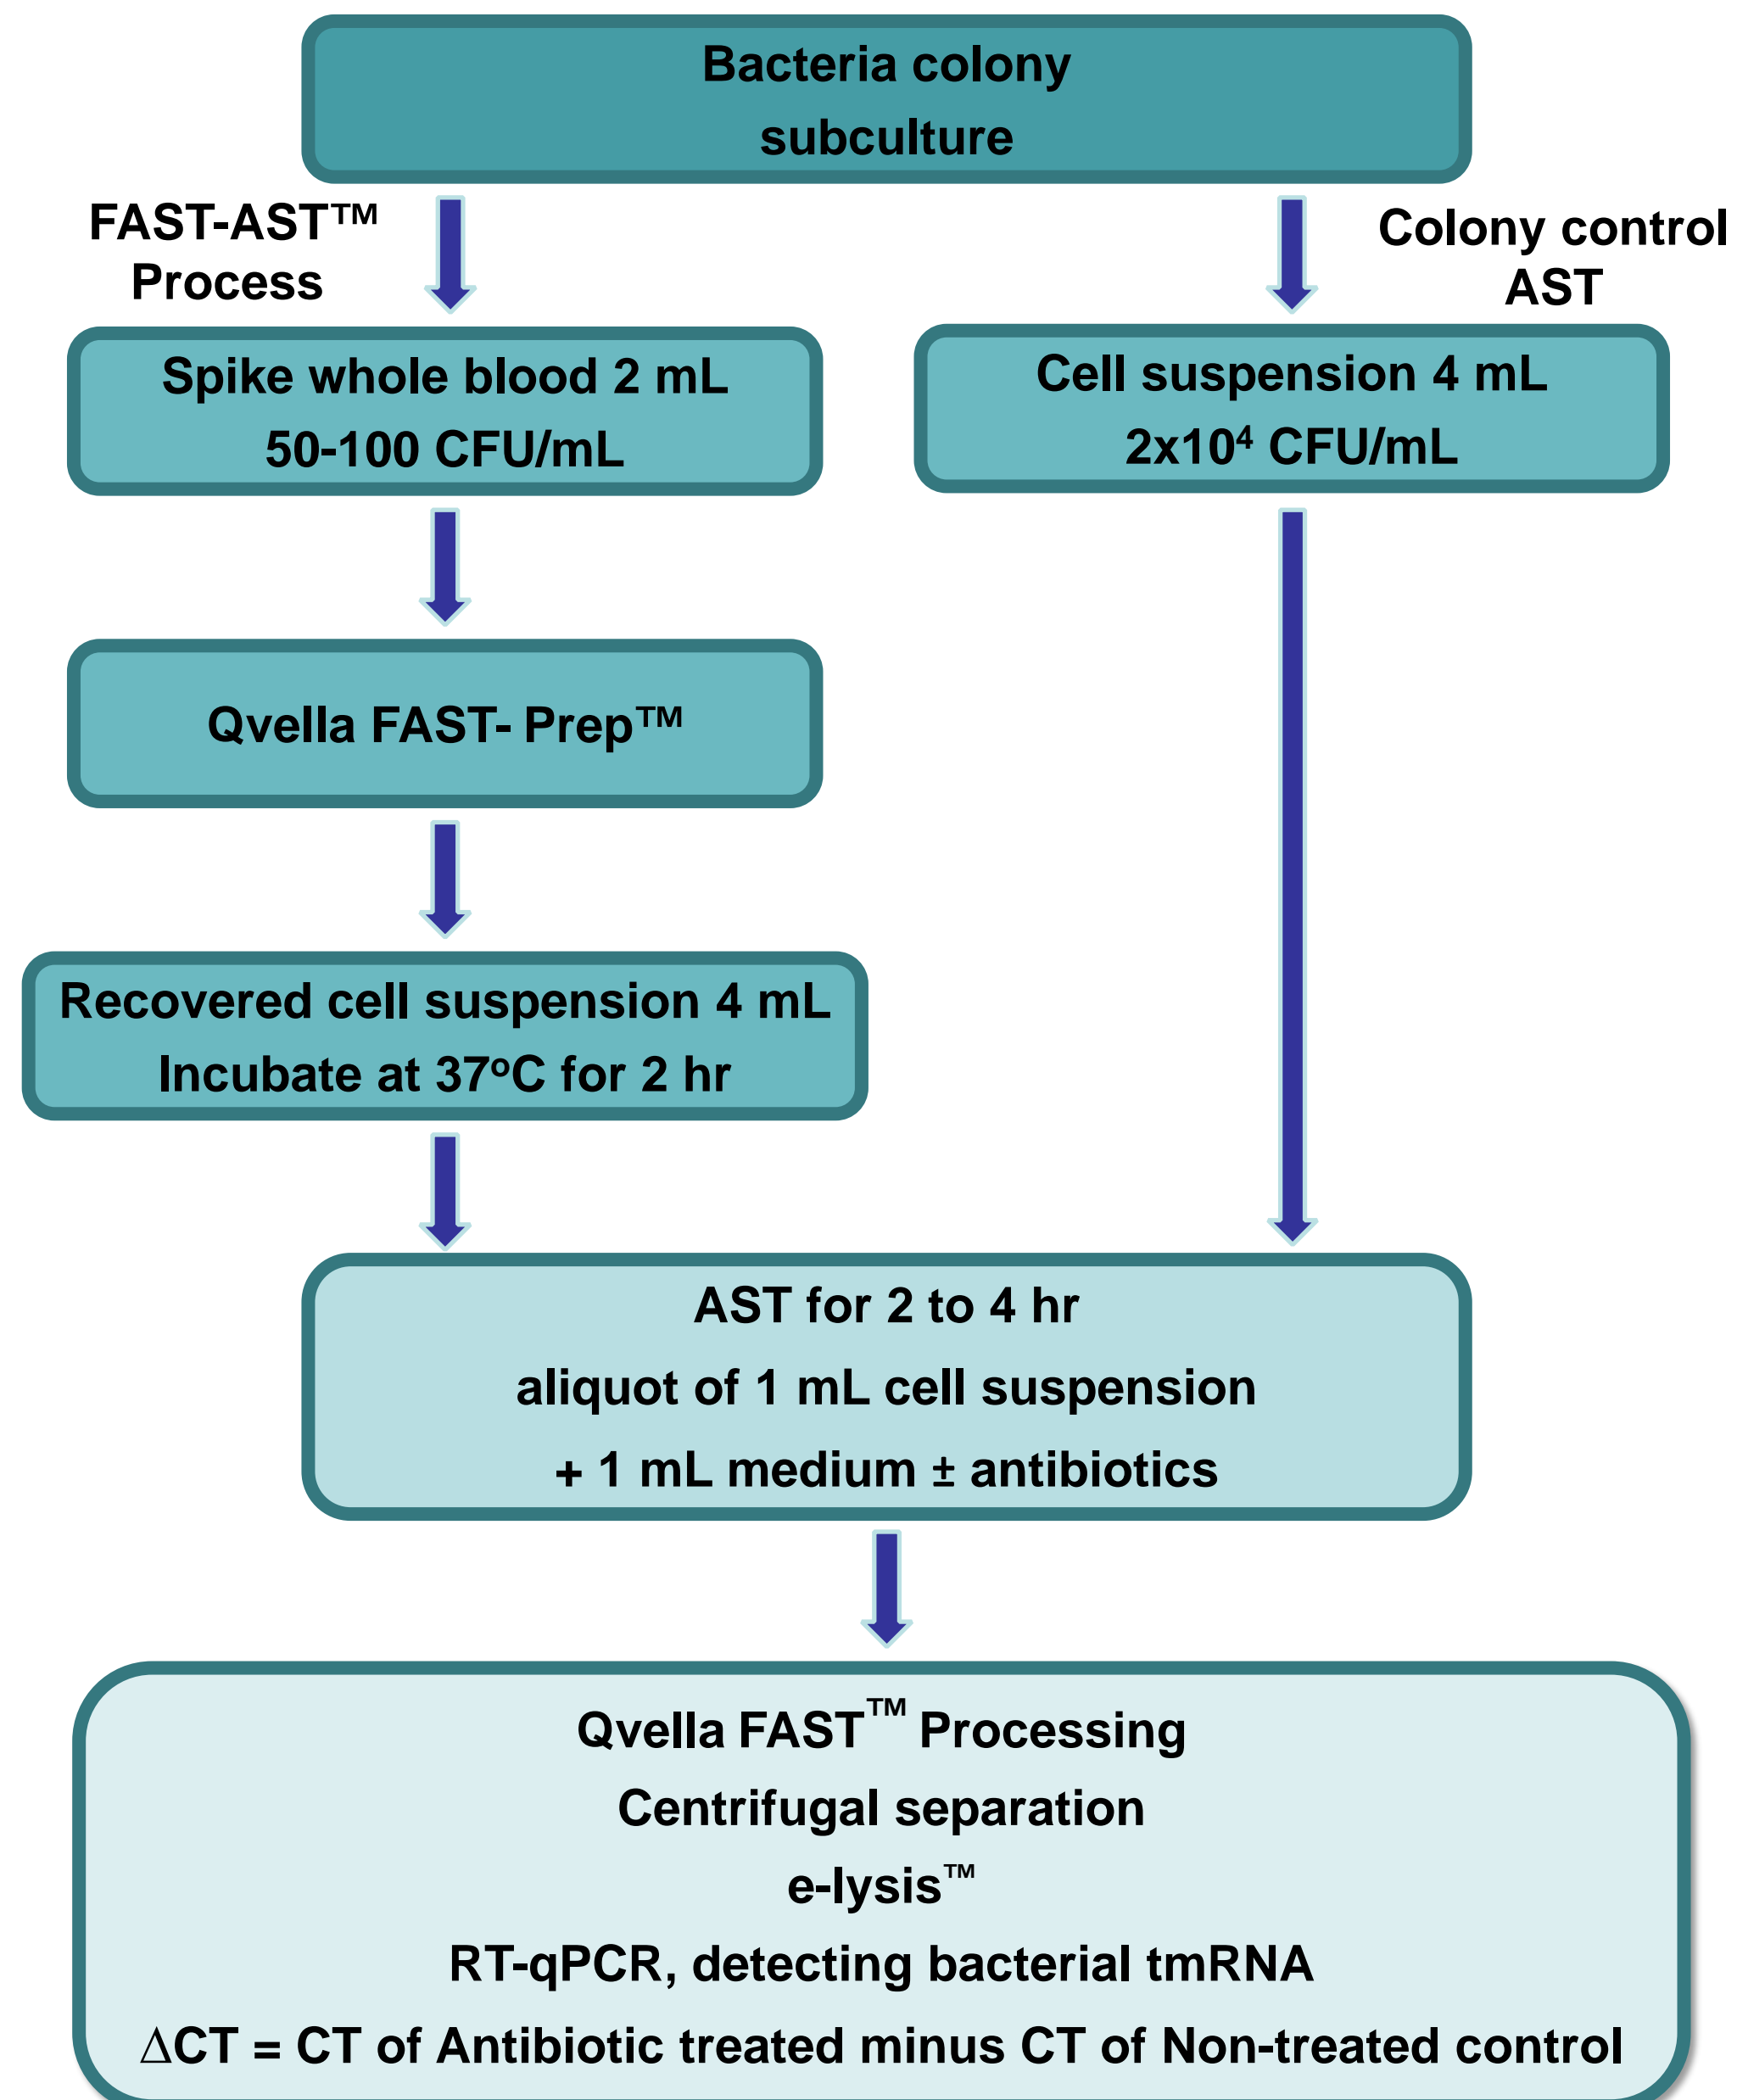 Bacteria colony
subculture
FAST-AST™
Process
Colony control
AST
Spike whole blood 2 mL
50-100 CFU/mL
Cell suspension 4 mL
2x10⁴ CFU/mL
Qvella FAST- Prep™
Recovered cell suspension 4 mL
Incubate at 37ºC for 2 hr
AST for 2 to 4 hr
aliquot of 1 mL cell suspension
+ 1 mL medium ± antibiotics
Qvella FAST™ Processing
Centrifugal separation
e-lysis™
RT-qPCR, detecting bacterial tmRNA
∆CT = CT of Antibiotic treated minus CT of Non-treated control